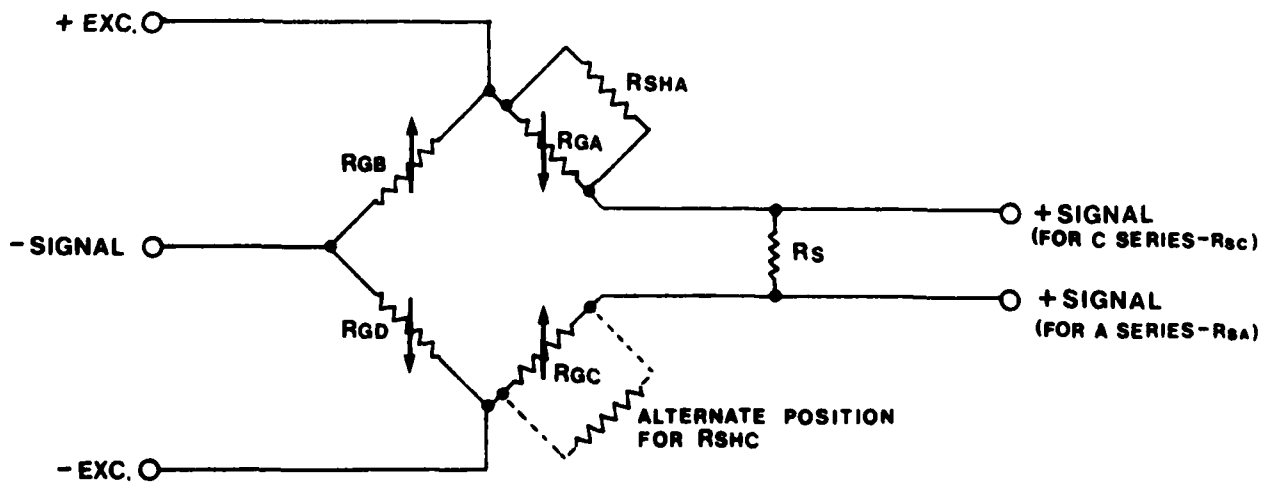 + EXC.
RSHA
RGB
RGA
- SIGNAL
+ SIGNAL
(FOR C SERIES-RSC)
RS
+ SIGNAL
(FOR A SERIES-RSA)
RGD
RGC
ALTERNATE POSITION
FOR RSHC
- EXC.